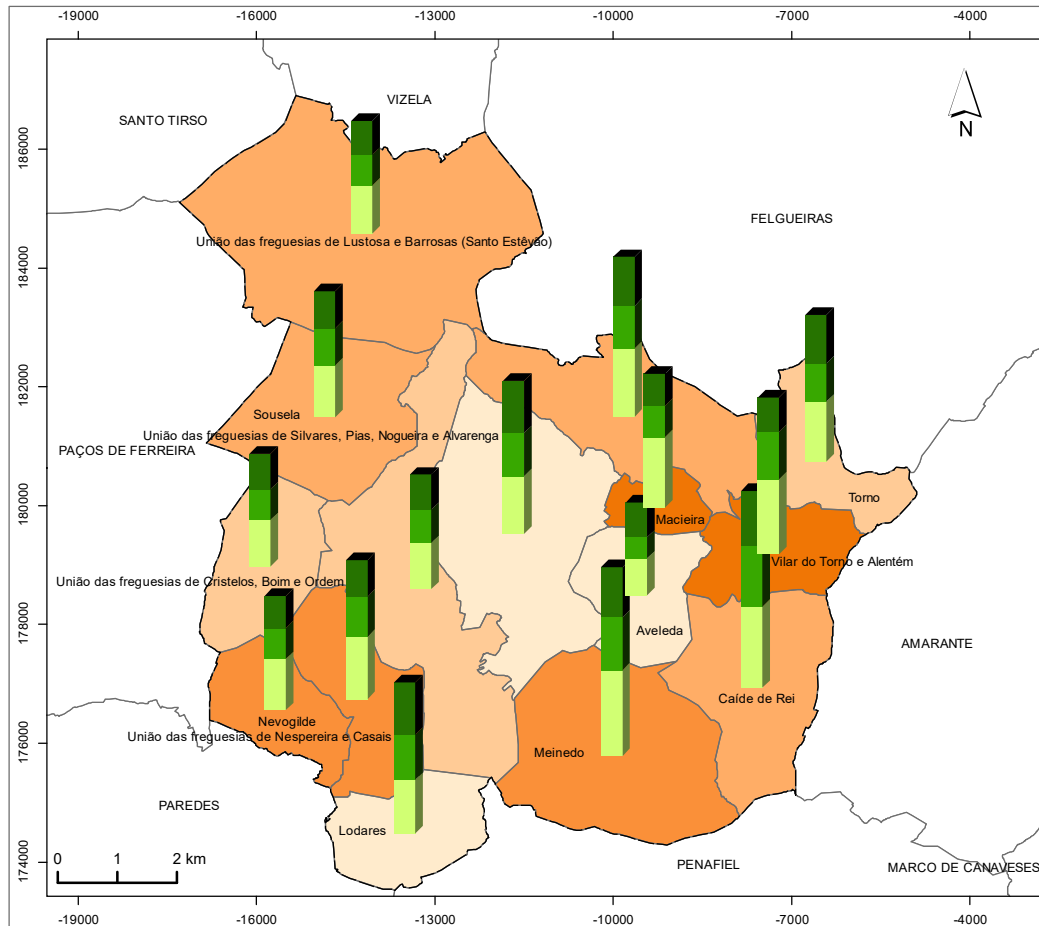 -19000 -16000 -13000 -10000 -7000 -4000
VIZELA
SANTO TIRSO
N
186000
FELGUEIRAS
União das freguesias de Lustosa e Barrosas (Santo Estêvão)
184000
182000
Sousela
União das freguesias de Silvares, Pias, Nogueira e Alvarenga
PAÇOS DE FERREIRA
Torno
180000
Macieira
Vilar do Torno e Alentém
União das freguesias de Cristelos, Boim e Ordem
178000
Aveleda
AMARANTE
Caíde de Rei
Nevogilde
União das freguesias de Nespereira e Casais
176000
Meinedo
PAREDES
Lodares
0 1 2 km
174000
PENAFIEL
MARCO DE CANAVESES
-19000 -16000 -13000 -10000 -7000 -4000